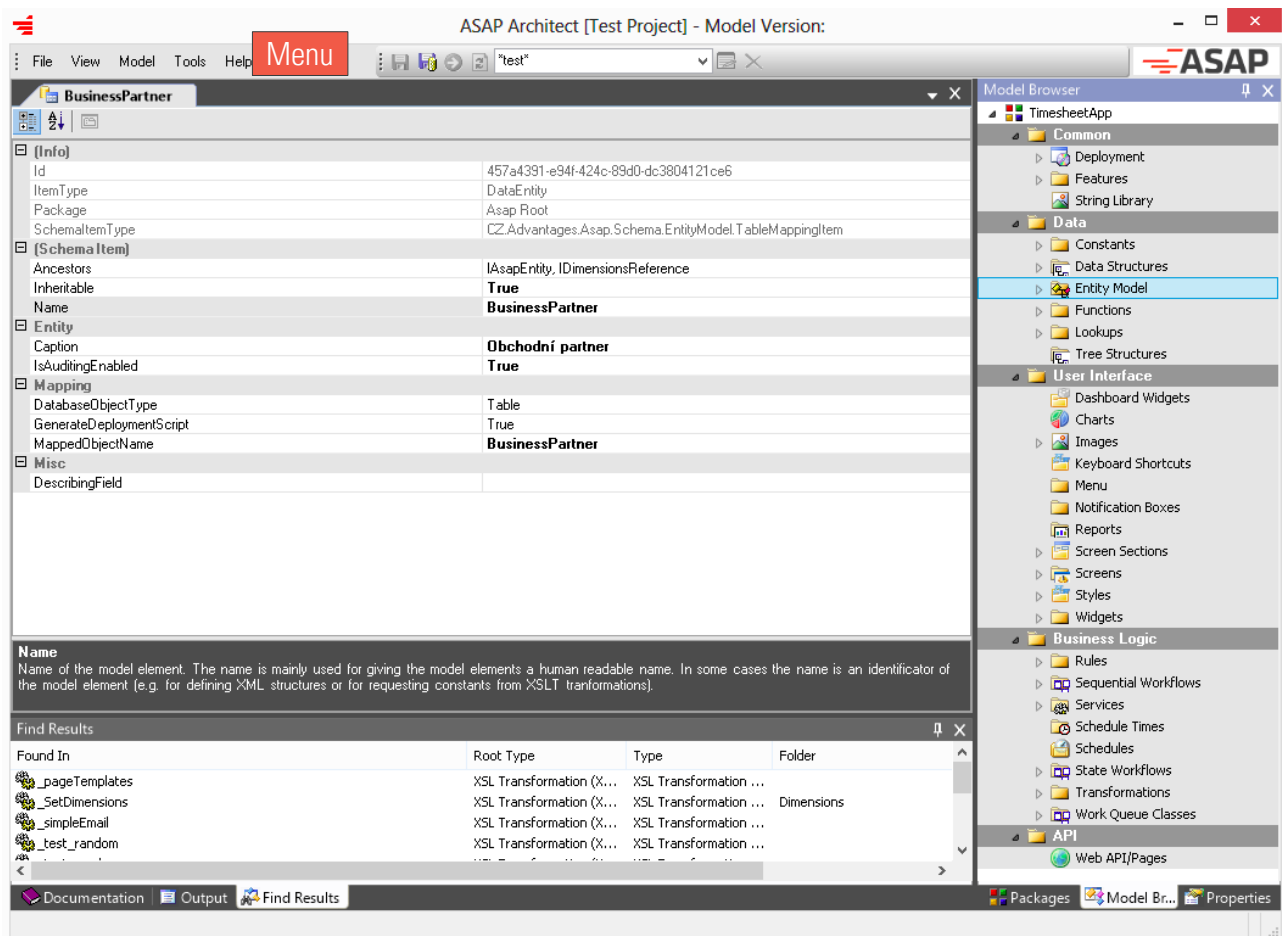 ASAP Architect [Test Project] - Model Version:
File View Model Tools Help
Menu
*test*
ASAP
BusinessPartner
(Info)
Id 457a4391-e94f-424c-89d0-dc3804121ce6
ItemType DataEntity
Package Asap Root
SchemaItemType CZ.Advantages.Asap.Schema.EntityModel.TableMappingItem
(Schema Item)
Ancestors IAsapEntity, IDimensionsReference
Inheritable True
Name BusinessPartner
Entity
Caption Obchodní partner
IsAuditingEnabled True
Mapping
DatabaseObjectType Table
GenerateDeploymentScript True
MappedObjectName BusinessPartner
Misc
DescribingField
Name
Name of the model element. The name is mainly used for giving the model elements a human readable name. In some cases the name is an identificator of
the model element (e.g. for defining XML structures or for requesting constants from XSLT tranformations).
Find Results
Found In Root Type Type Folder
_pageTemplates XSL Transformation (X... XSL Transformation ...
_SetDimensions XSL Transformation (X... XSL Transformation ... Dimensions
_simpleEmail XSL Transformation (X... XSL Transformation ...
_test_random XSL Transformation (X... XSL Transformation ...
Documentation Output Find Results
Model Browser
TimesheetApp
Common
Deployment
Features
String Library
Data
Constants
Data Structures
Entity Model
Functions
Lookups
Tree Structures
User Interface
Dashboard Widgets
Charts
Images
Keyboard Shortcuts
Menu
Notification Boxes
Reports
Screen Sections
Screens
Styles
Widgets
Business Logic
Rules
Sequential Workflows
Services
Schedule Times
Schedules
State Workflows
Transformations
Work Queue Classes
API
Web API/Pages
Packages Model Br... Properties